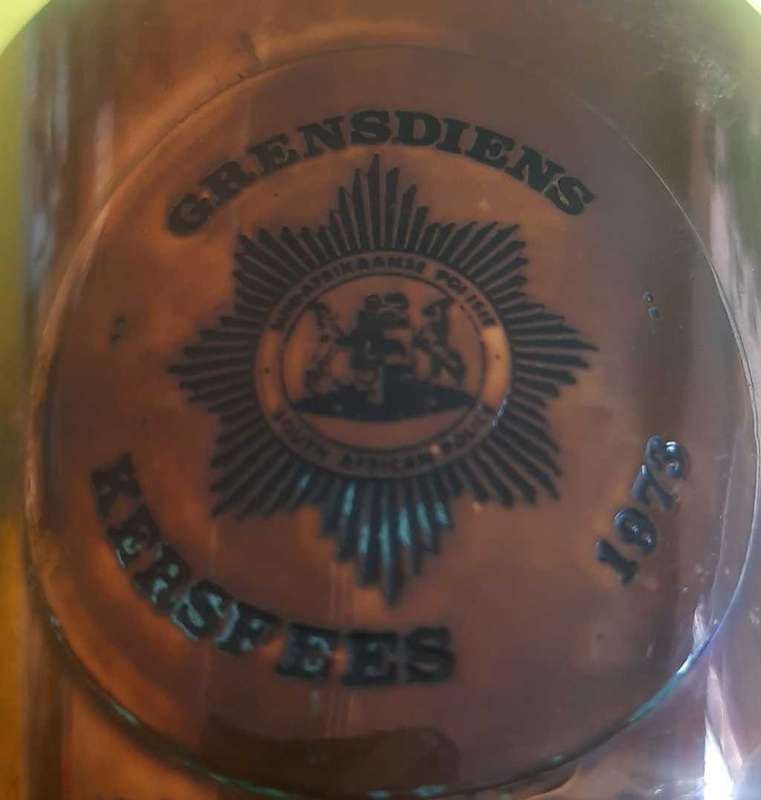 GRENSDIENS
SUID-AFRIKAANSE POLISIE
SOUTH AFRICAN POLICE
KERSFEES 1973